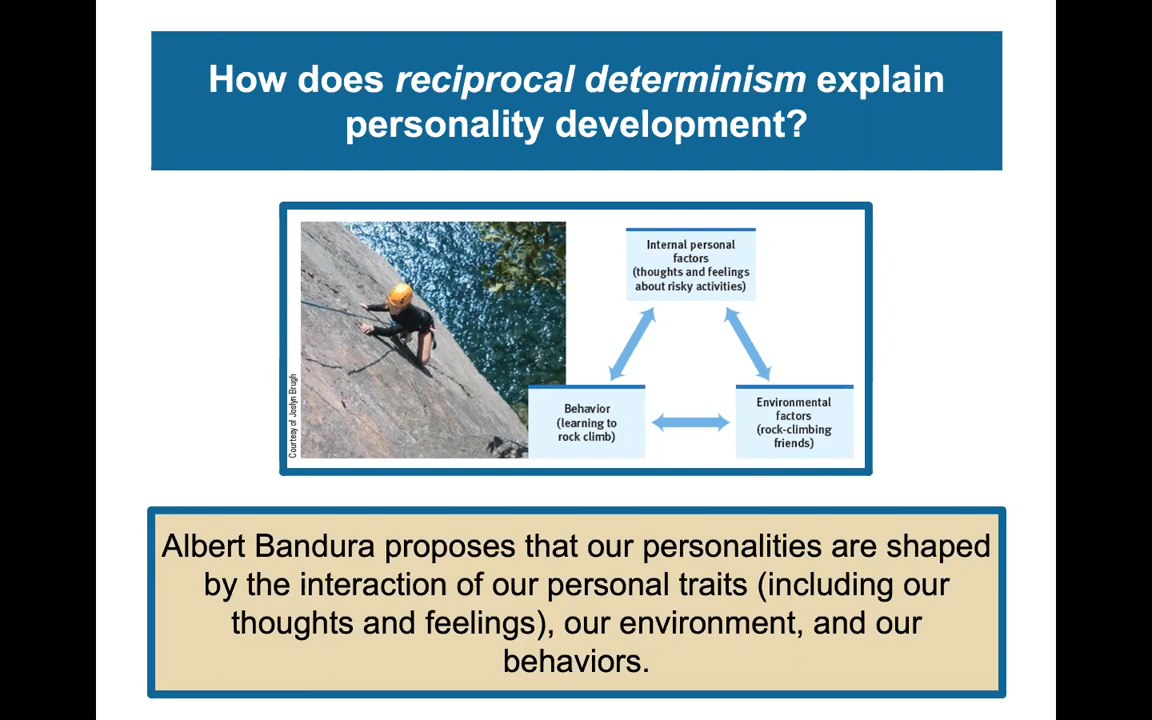 How does reciprocal determinism explain
personality development?
Internal personal
factors
(thoughts and feelings
about risky activities)
Courtesy of Joslyn Brugh
Behavior
(learning to
rock climb)
Environmental
factors
(rock-climbing
friends)
Albert Bandura proposes that our personalities are shaped
by the interaction of our personal traits (including our
thoughts and feelings), our environment, and our
behaviors.